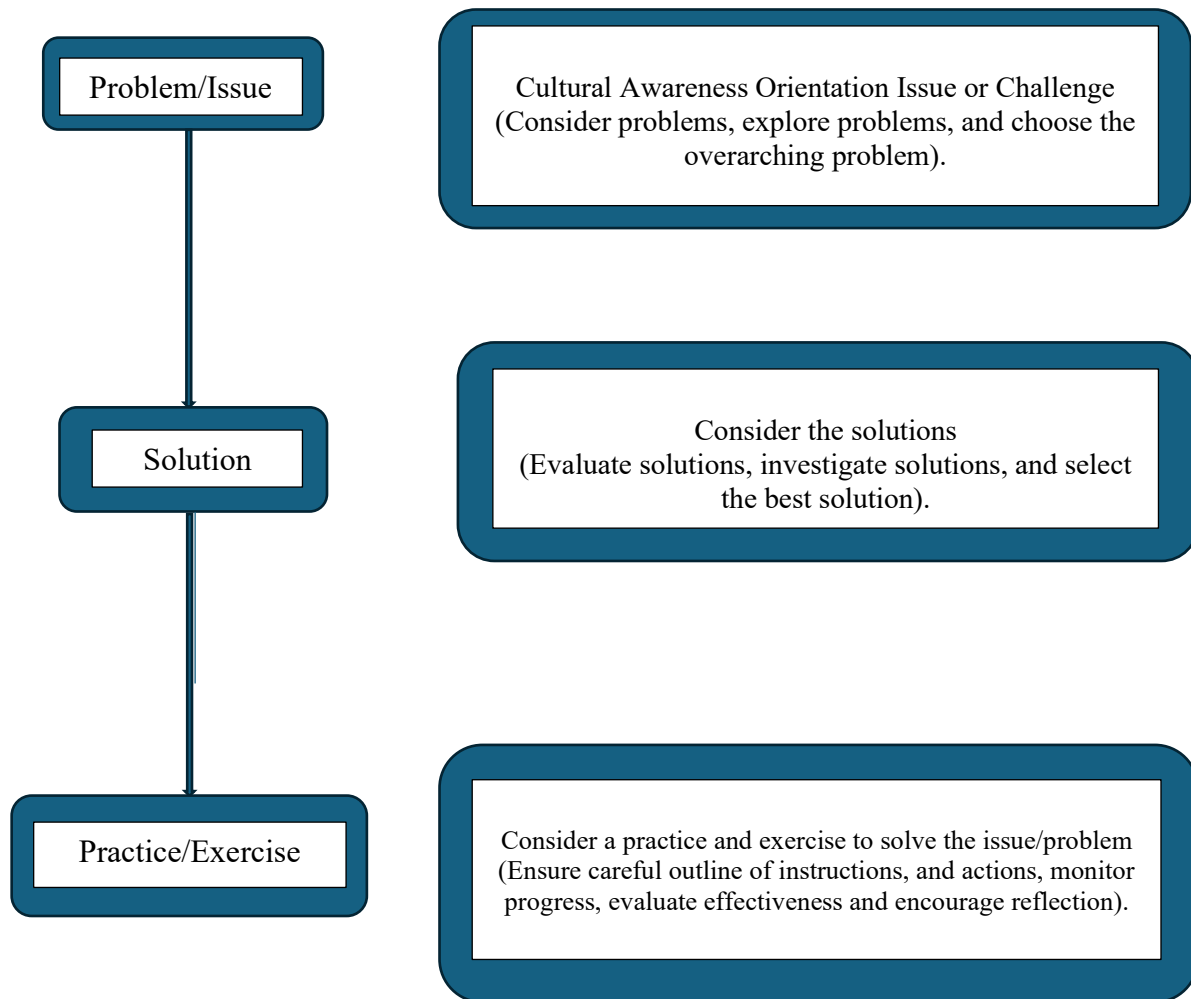 Problem/Issue
Cultural Awareness Orientation Issue or Challenge
(Consider problems, explore problems, and choose the
overarching problem).
Solution
Consider the solutions
(Evaluate solutions, investigate solutions, and select
the best solution).
Practice/Exercise
Consider a practice and exercise to solve the issue/problem
(Ensure careful outline of instructions, and actions, monitor
progress, evaluate effectiveness and encourage reflection).